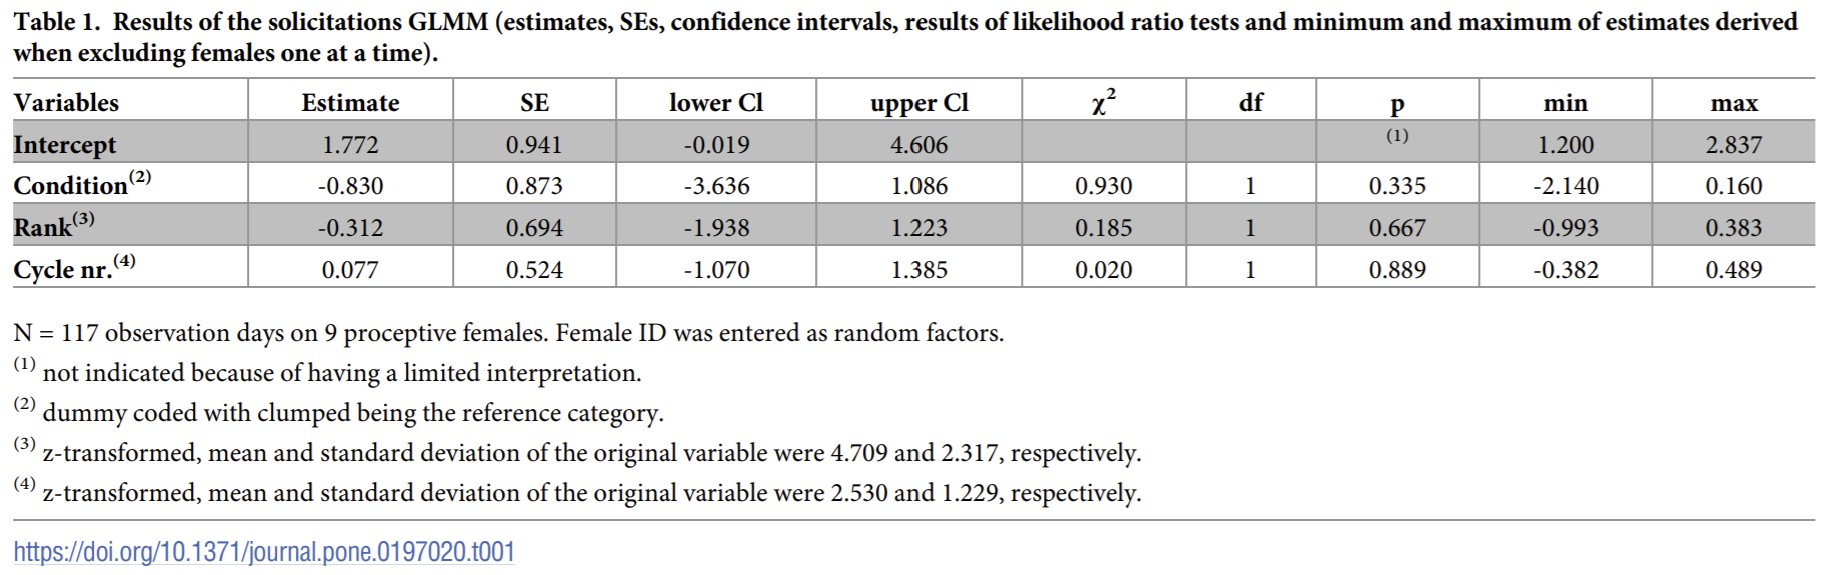 Table 1. Results of the solicitations GLMM (estimates, SEs, confidence intervals, results of likelihood ratio tests and minimum and maximum of estimates derived
when excluding females one at a time).
Variables Estimate SE lower Cl upper Cl χ² df p min max
Intercept 1.772 0.941 -0.019 4.606 (1) 1.200 2.837
Condition(2) -0.830 0.873 -3.636 1.086 0.930 1 0.335 -2.140 0.160
Rank(3) -0.312 0.694 -1.938 1.223 0.185 1 0.667 -0.993 0.383
Cycle nr.(4) 0.077 0.524 -1.070 1.385 0.020 1 0.889 -0.382 0.489
N = 117 observation days on 9 proceptive females. Female ID was entered as random factors.
(1) not indicated because of having a limited interpretation.
(2) dummy coded with clumped being the reference category.
(3) z-transformed, mean and standard deviation of the original variable were 4.709 and 2.317, respectively.
(4) z-transformed, mean and standard deviation of the original variable were 2.530 and 1.229, respectively.
https://doi.org/10.1371/journal.pone.0197020.t001